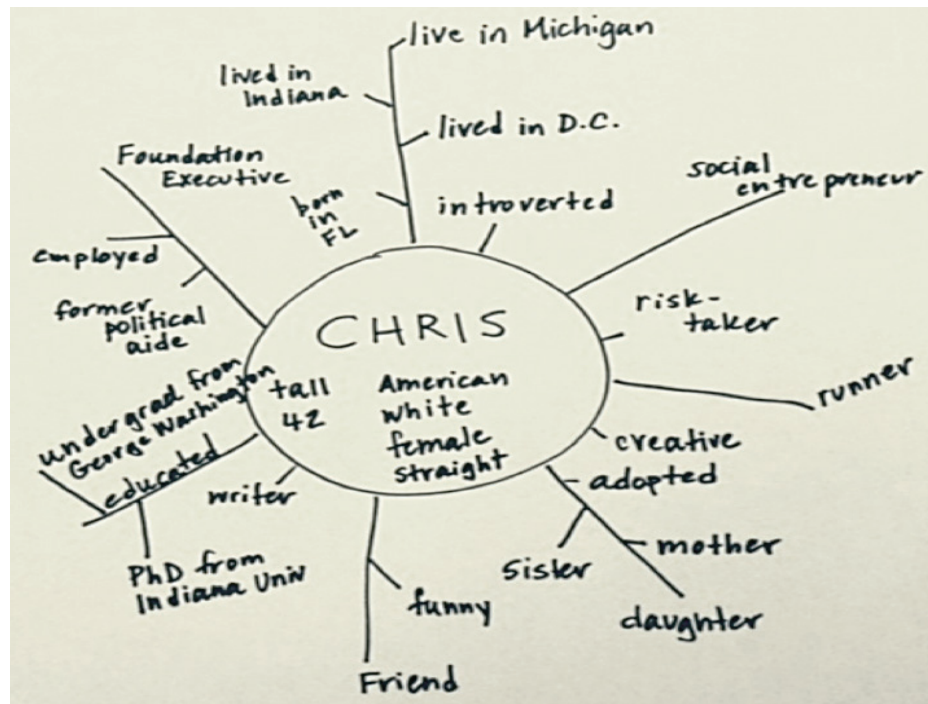 live in Michigan
lived in
Indiana
lived in D.C.
born
in
FL
introverted
social
entrepreneur
risk-
taker
runner
creative
adopted
mother
sister
daughter
funny
Friend
writer
educated
undergrad from
George Washington
PhD from
Indiana Univ
former
political
aide
employed
Foundation
Executive
CHRIS
tall
42
American
white
female
straight